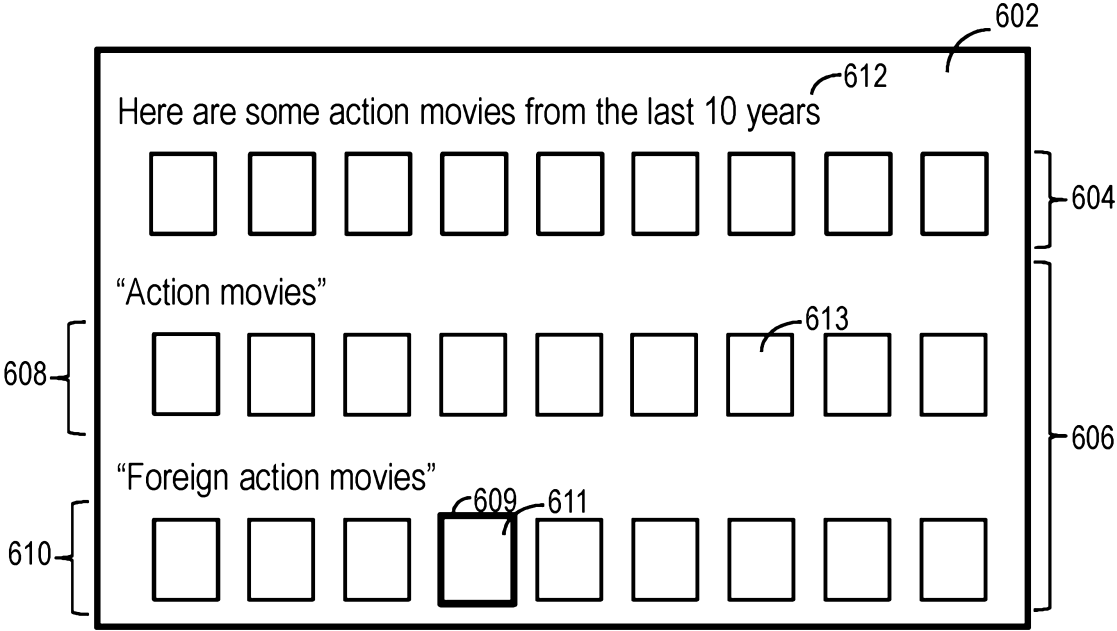 602
612
Here are some action movies from the last 10 years
604
“Action movies”
613
608
606
“Foreign action movies”
609 611
610